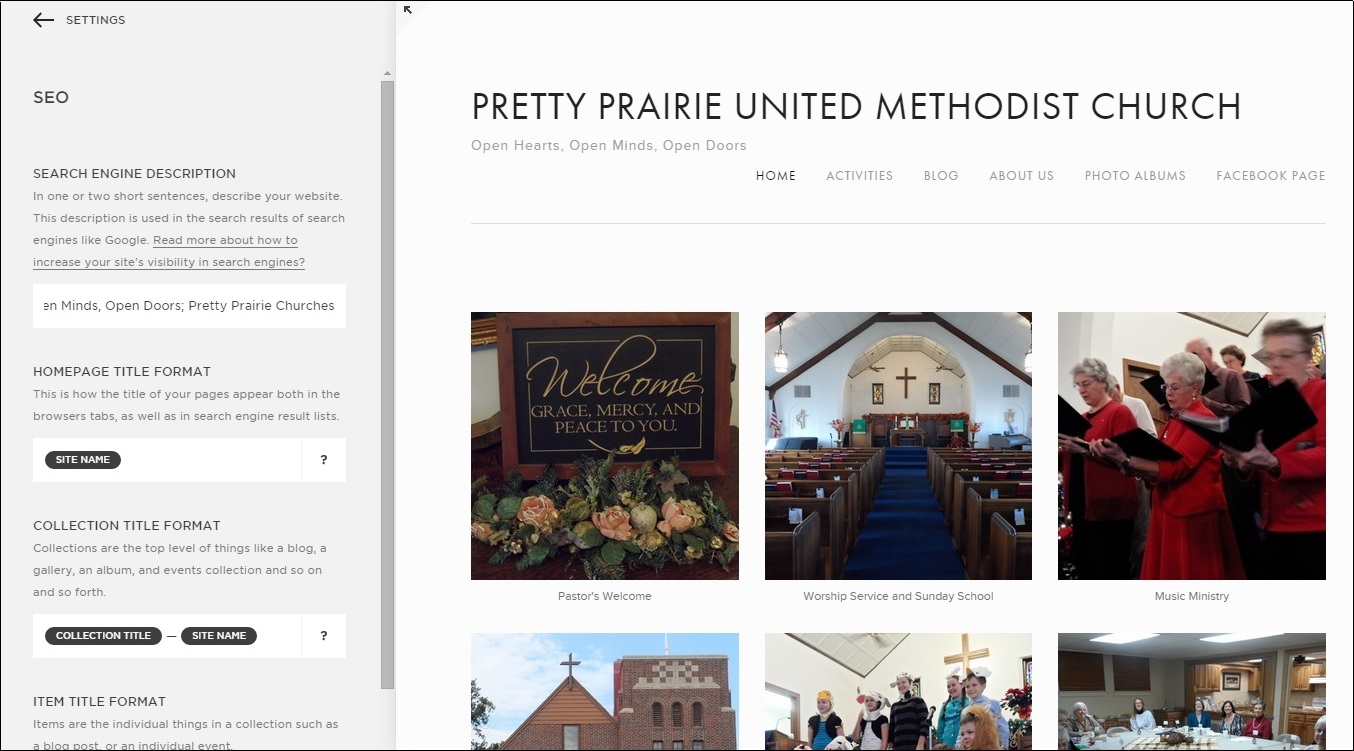 SETTINGS
SEO
SEARCH ENGINE DESCRIPTION
In one or two short sentences, describe your website.
This description is used in the search results of search
engines like Google. Read more about how to
increase your site's visibility in search engines?
en Minds, Open Doors; Pretty Prairie Churches
HOMEPAGE TITLE FORMAT
This is how the title of your pages appear both in the
browsers tabs, as well as in search engine result lists.
SITE NAME ?
COLLECTION TITLE FORMAT
Collections are the top level of things like a blog, a
gallery, an album, and events collection and so on
and so forth.
COLLECTION TITLE — SITE NAME ?
ITEM TITLE FORMAT
Items are the individual things in a collection such as
a blog post, or an individual event.
PRETTY PRAIRIE UNITED METHODIST CHURCH
Open Hearts, Open Minds, Open Doors
HOME ACTIVITIES BLOG ABOUT US PHOTO ALBUMS FACEBOOK PAGE
Welcome
GRACE, MERCY, AND
PEACE TO YOU.
Pastor's Welcome
Worship Service and Sunday School
Music Ministry